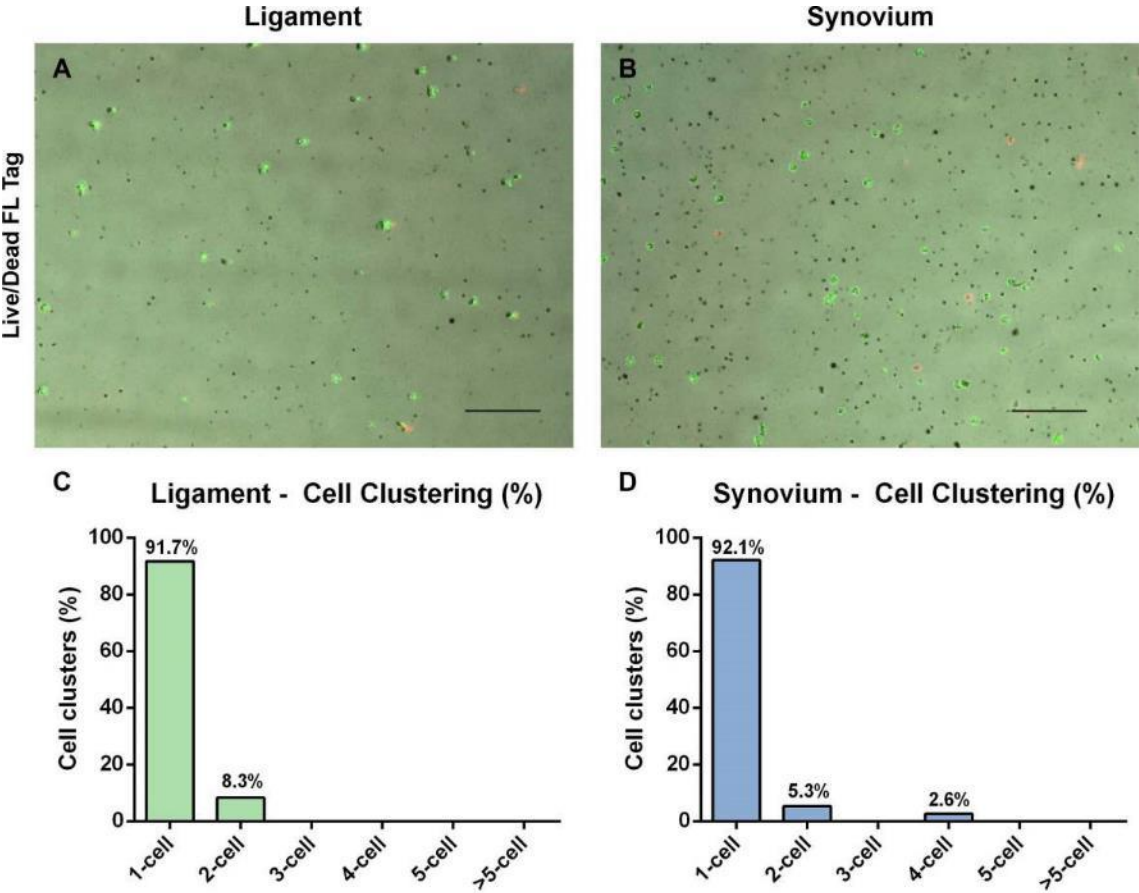 Ligament
Synovium
A
B
Live/Dead FL Tag
C
Ligament - Cell Clustering (%)
100
80
60
40
20
0
Cell clusters (%)
91.7%
8.3%
1-cell
2-cell
3-cell
4-cell
5-cell
>5-cell
D
Synovium - Cell Clustering (%)
100
80
60
40
20
0
Cell clusters (%)
92.1%
5.3%
2.6%
1-cell
2-cell
3-cell
4-cell
5-cell
>5-cell